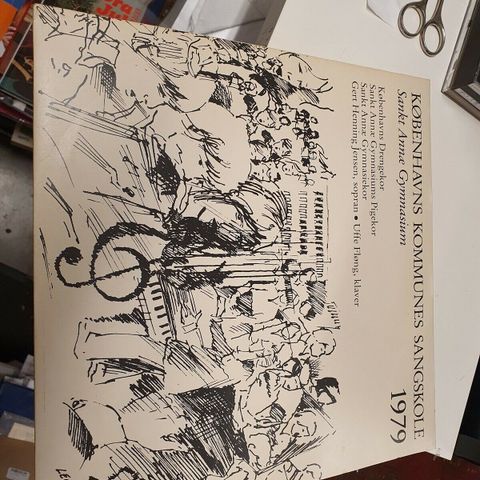 KØBENHAVNS KOMMUNES SANGSKOLE 1979
Sankt Annæ Gymnasium
Københavns Drengekor
Sankt Annæ Gymnasiums Pigekor
Sankt Annæ Gymnasiekor
Gert Henning Jensen, sopran • Uffe Flong, klaver